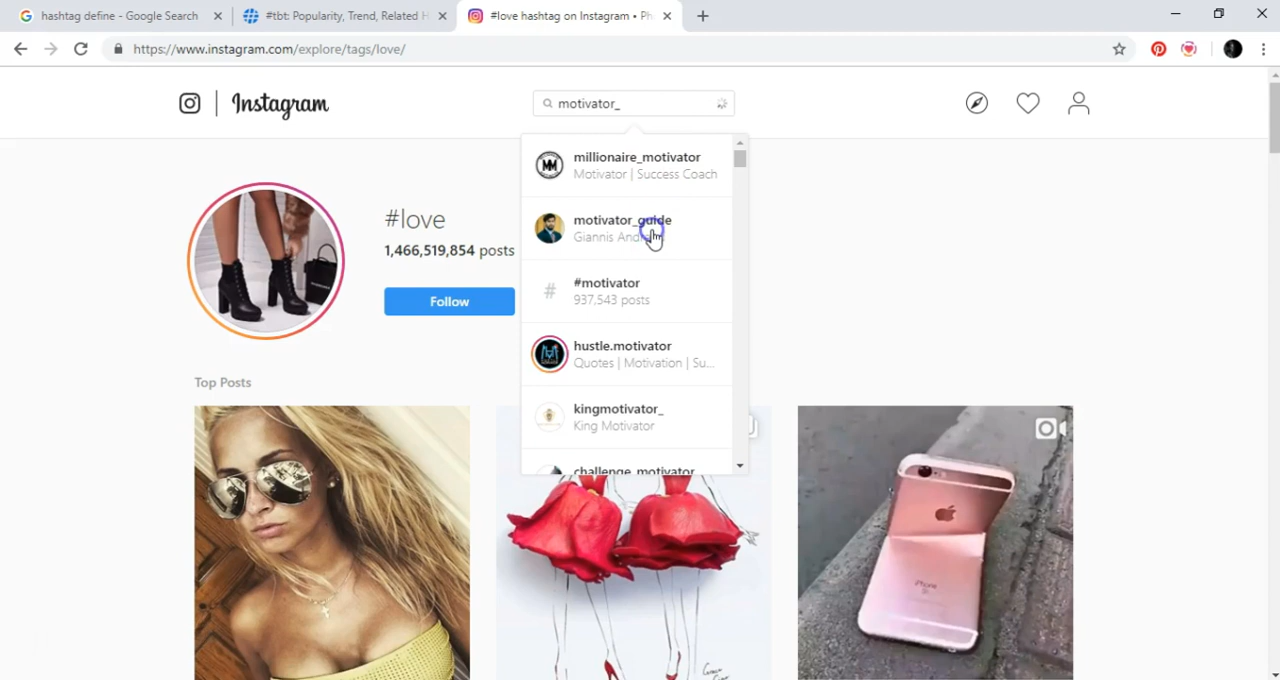 hashtag define - Google Search
#tbt: Popularity, Trend, Related H
#love hashtag on Instagram • Ph
https://www.instagram.com/explore/tags/love/
Instagram
motivator_
millionaire_motivator
Motivator | Success Coach
#love
motivator_guide
Giannis
1,466,519,854 posts
#motivator
937,543 posts
Follow
hustle.motivator
Quotes | Motivation | Su...
Top Posts
kingmotivator_
King Motivator
challenge_motivator
iPhone